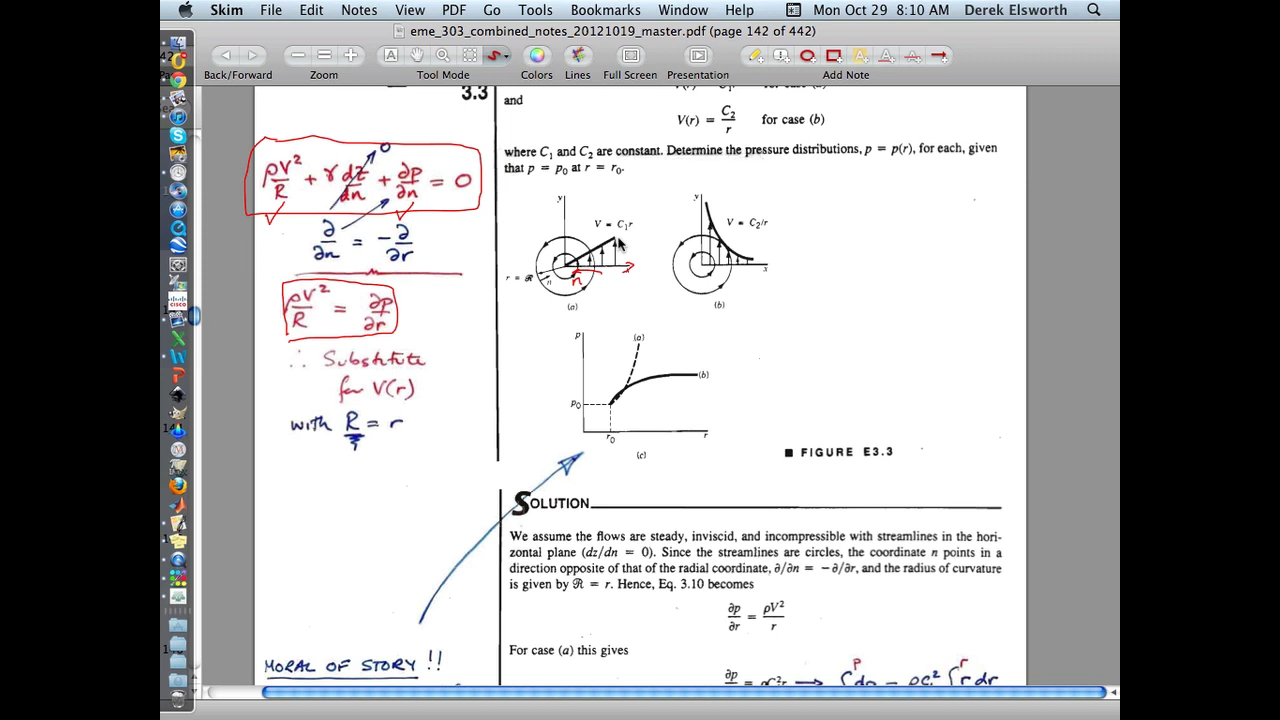 Skim File Edit Notes View PDF Go Tools Bookmarks Window Help Mon Oct 29 8:10 AM Derek Elsworth
eme_303_combined_notes_20121019_master.pdf (page 142 of 442)
Back/Forward Zoom Tool Mode Colors Lines Full Screen Presentation Add Note
3.3
and
V(r) = C₂/r for case (b)
where C₁ and C₂ are constant. Determine the pressure distributions, p = p(r), for each, given
that p = p₀ at r = r₀.
ρV²/R + γ dz/dn + ∂p/∂n = 0
0
∂/∂n = -∂/∂r
ρV²/R = ∂p/∂r
∴ Substitute
for V(r)
with R = r
y
V = C₁r
x
r = ℛ
n
n
(a)
y
V = C₂/r
x
(b)
p
(a)
(b)
p₀
r₀
r
(c)
■ FIGURE E3.3
SOLUTION
We assume the flows are steady, inviscid, and incompressible with streamlines in the hori-
zontal plane (dz/dn = 0). Since the streamlines are circles, the coordinate n points in a
direction opposite of that of the radial coordinate, ∂/∂n = −∂/∂r, and the radius of curvature
is given by ℛ = r. Hence, Eq. 3.10 becomes
∂p/∂r = ρV²/r
For case (a) this gives
MORAL OF STORY !!